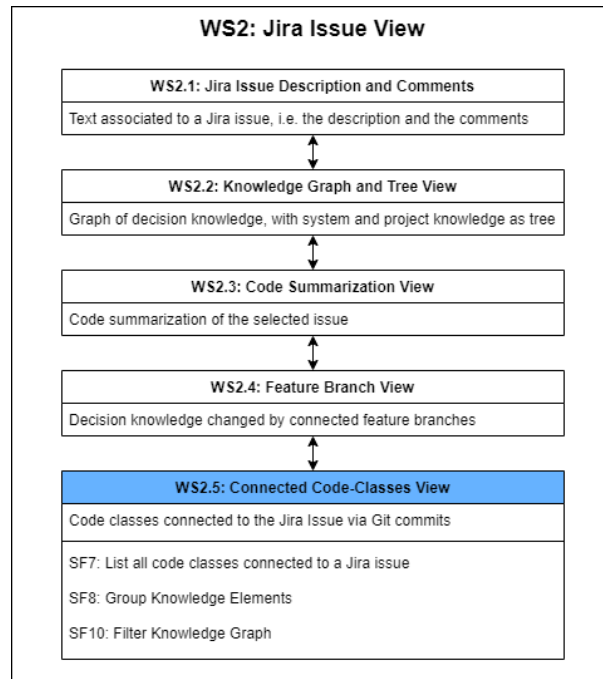 WS2: Jira Issue View
WS2.1: Jira Issue Description and Comments
Text associated to a Jira issue, i.e. the description and the comments
WS2.2: Knowledge Graph and Tree View
Graph of decision knowledge, with system and project knowledge as tree
WS2.3: Code Summarization View
Code summarization of the selected issue
WS2.4: Feature Branch View
Decision knowledge changed by connected feature branches
WS2.5: Connected Code-Classes View
Code classes connected to the Jira Issue via Git commits
SF7: List all code classes connected to a Jira issue
SF8: Group Knowledge Elements
SF10: Filter Knowledge Graph